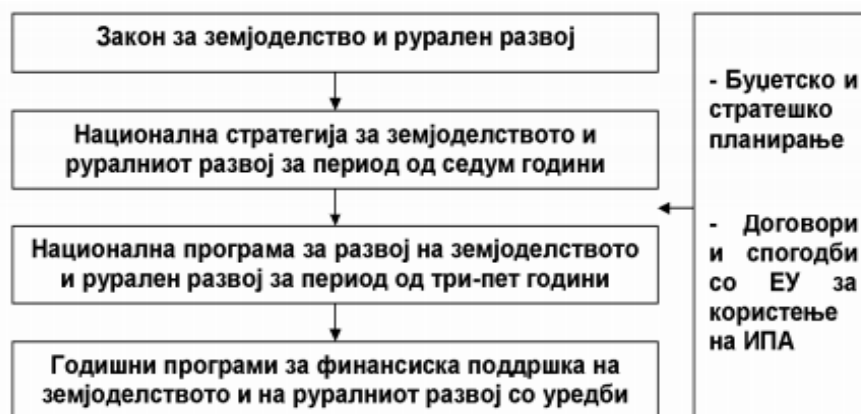 Закон за земјоделство и рурален развој
Национална стратегија за земјоделството и
руралниот развој за период од седум години
Национална програма за развој на земјоделството
и рурален развој за период од три-пет години
Годишни програми за финансиска поддршка на
земјоделството и на руралниот развој со уредби
- Буџетско и
стратешко
планирање
- Договори
и спогодби
со ЕУ за
користење
на ИПА